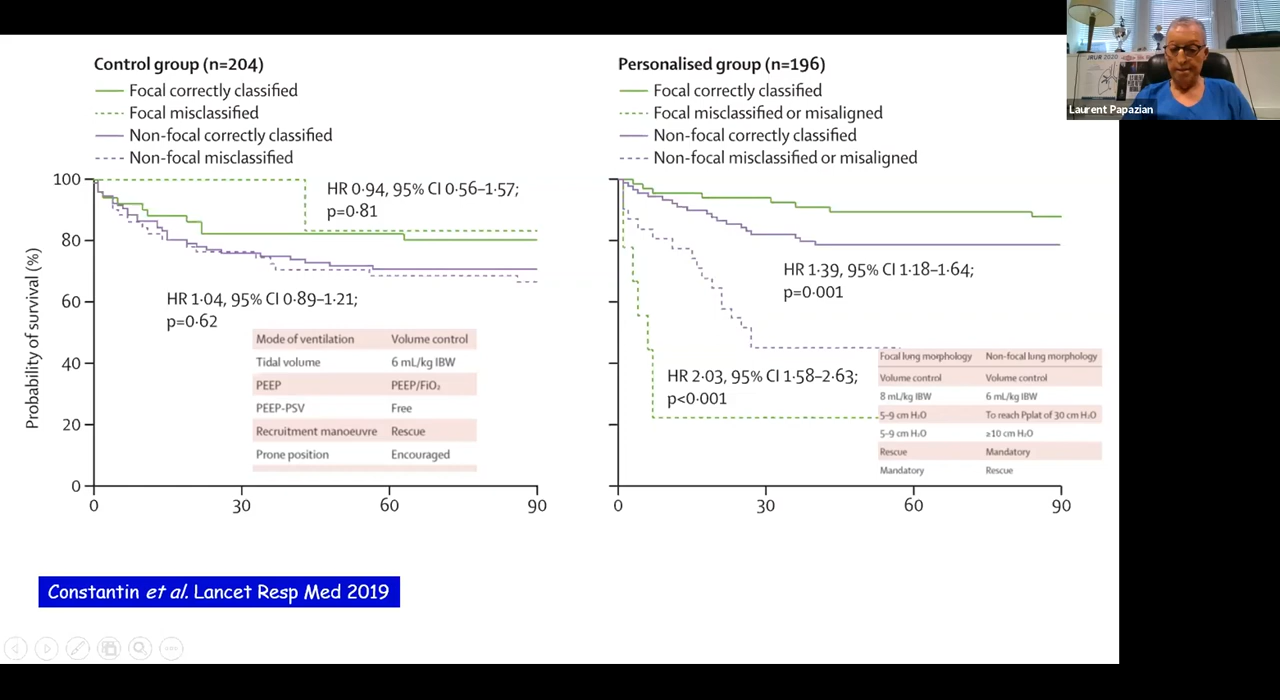 Control group (n=204)
Focal correctly classified
Focal misclassified
Non-focal correctly classified
Non-focal misclassified
Probability of survival (%)
100
80
60
40
20
0
0
30
60
90
HR 0·94, 95% CI 0·56–1·57;
p=0·81
HR 1·04, 95% CI 0·89–1·21;
p=0·62
Mode of ventilation Volume control
Tidal volume 6 mL/kg IBW
PEEP PEEP/FiO₂
PEEP-PSV Free
Recruitment manoeuvre Rescue
Prone position Encouraged
Personalised group (n=196)
Focal correctly classified
Focal misclassified or misaligned
Non-focal correctly classified
Non-focal misclassified or misaligned
HR 1·39, 95% CI 1·18–1·64;
p=0·001
HR 2·03, 95% CI 1·58–2·63;
p<0·001
Focal lung morphology Non-focal lung morphology
Volume control Volume control
8 mL/kg IBW 6 mL/kg IBW
5-9 cm H₂O To reach Pplat of 30 cm H₂O
5-9 cm H₂O ≥10 cm H₂O
Rescue Mandatory
Mandatory Rescue
0
30
60
90
Constantin et al. Lancet Resp Med 2019
JRUR 2020
Laurent Papazian